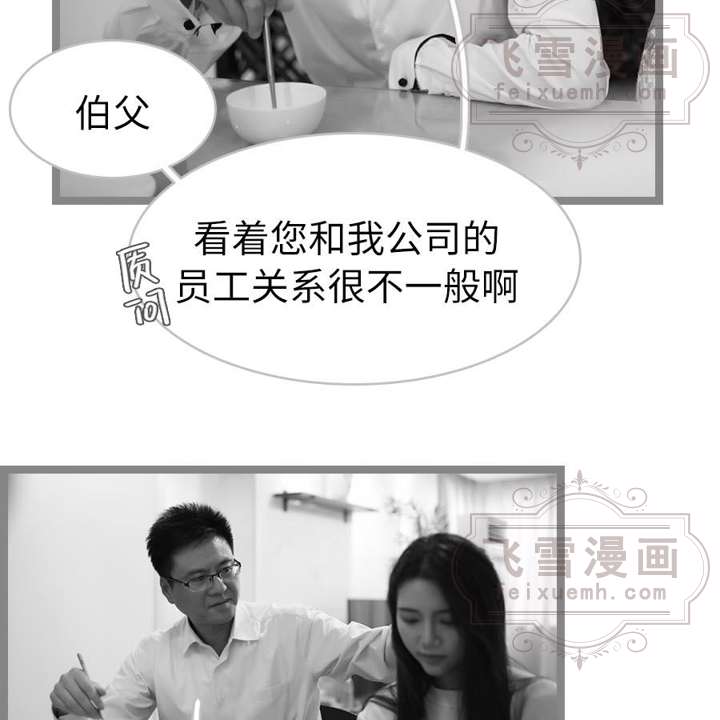 飞雪漫画
feixuemh.com
伯父
看着您和我公司的
员工关系很不一般啊
质问
飞雪漫画
feixuemh.com